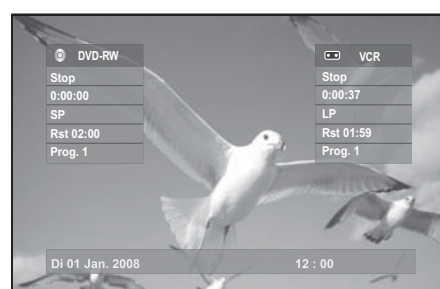 DVD-RW
Stop
0:00:00
SP
Rst 02:00
Prog. 1
VCR
Stop
0:00:37
LP
Rst 01:59
Prog. 1
Di 01 Jan. 2008 12 : 00